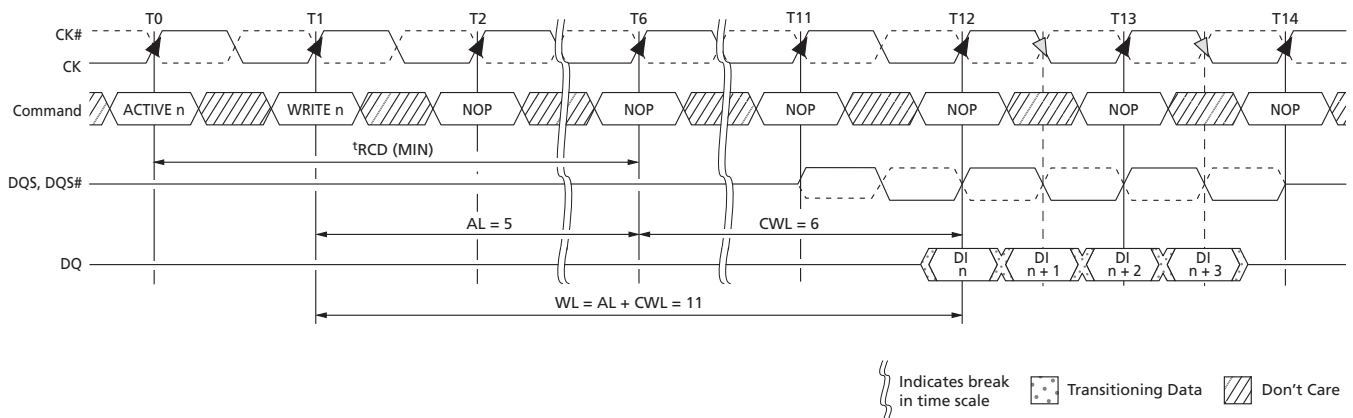 T0 T1 T2 T6 T11 T12 T13 T14
CK#
CK
Command ACTIVE n WRITE n NOP NOP NOP NOP NOP NOP
tRCD (MIN)
DQS, DQS#
AL = 5 CWL = 6
DQ DI n DI n + 1 DI n + 2 DI n + 3
WL = AL + CWL = 11
Indicates break in time scale Transitioning Data Don't Care